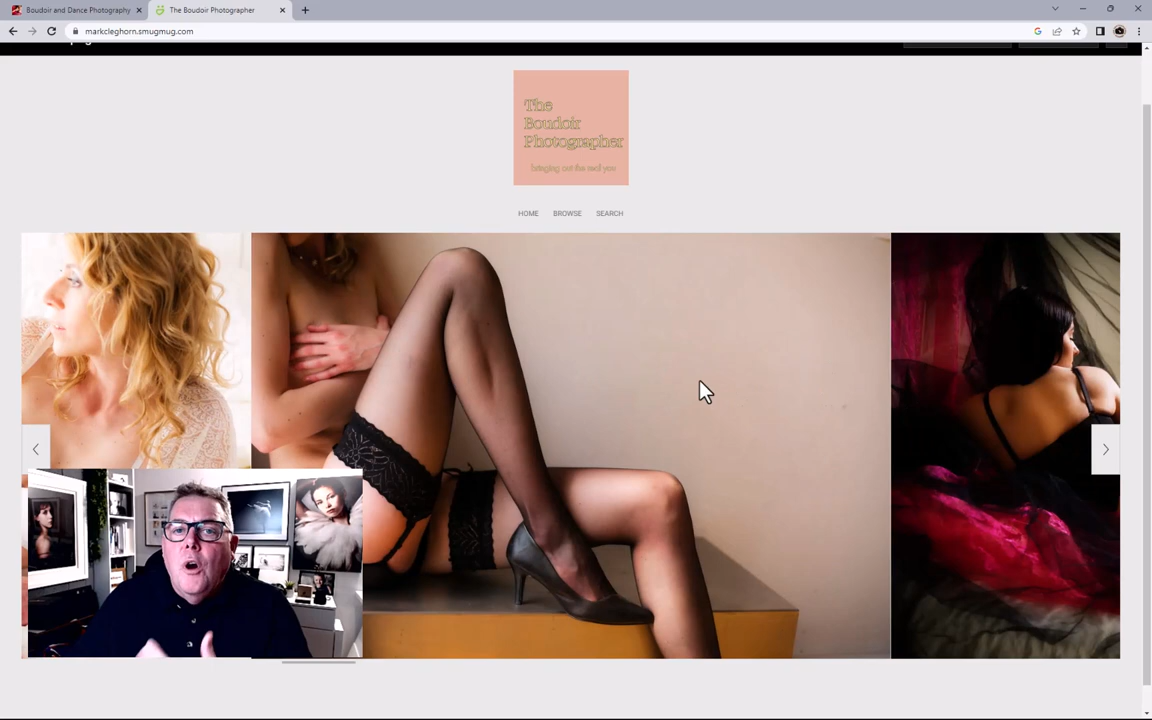 Boudoir and Dance Photography
The Boudoir Photographer
markcleghorn.smugmug.com
The
Boudoir
Photographer
bringing out the real you
HOME BROWSE SEARCH